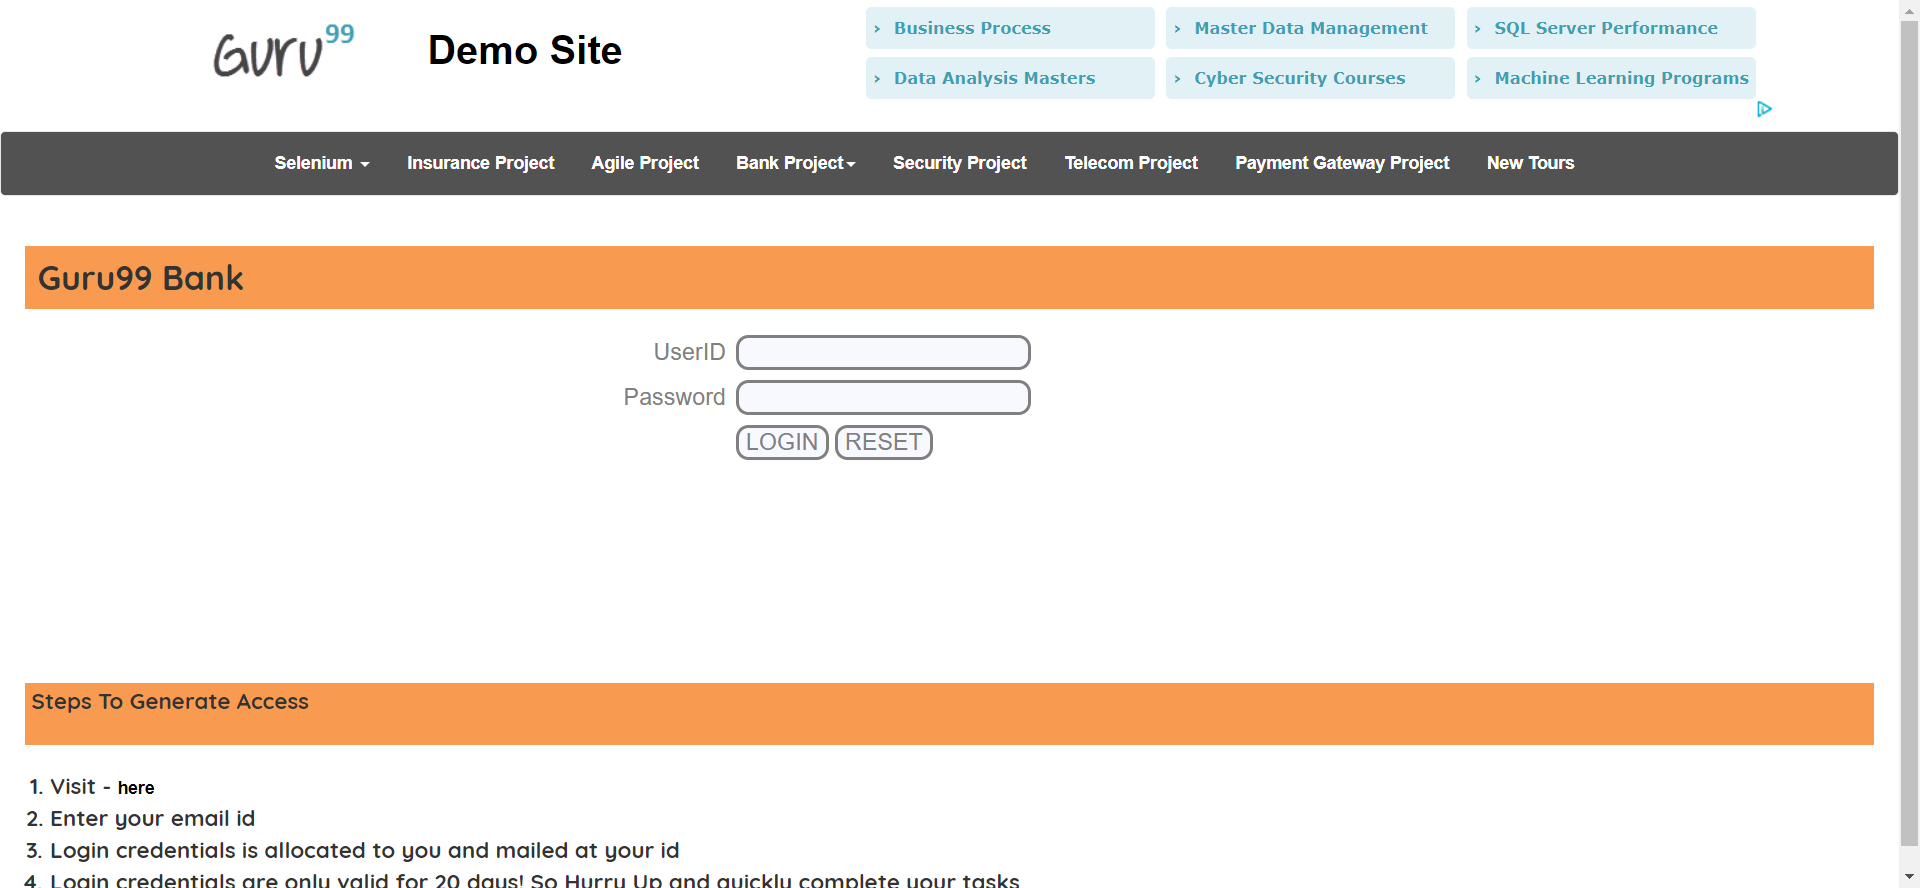 Guru99
Demo Site
› Business Process
› Master Data Management
› SQL Server Performance
› Data Analysis Masters
› Cyber Security Courses
› Machine Learning Programs
Selenium Insurance Project Agile Project Bank Project Security Project Telecom Project Payment Gateway Project New Tours
Guru99 Bank
UserID
Password
LOGIN RESET
Steps To Generate Access
1. Visit - here
2. Enter your email id
3. Login credentials is allocated to you and mailed at your id
4. Login credentials are only valid for 20 days! So Hurry Up and quickly complete your tasks